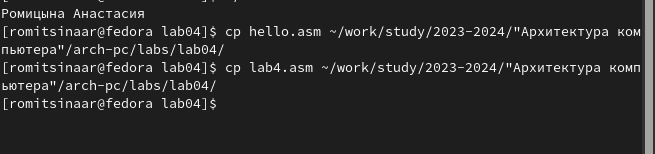 Ромицына Анастасия
[romitsinaar@fedora lab04]$ cp hello.asm ~/work/study/2023-2024/"Архитектура ком
пьютера"/arch-pc/labs/lab04/
[romitsinaar@fedora lab04]$ cp lab4.asm ~/work/study/2023-2024/"Архитектура комп
ьютера"/arch-pc/labs/lab04/
[romitsinaar@fedora lab04]$